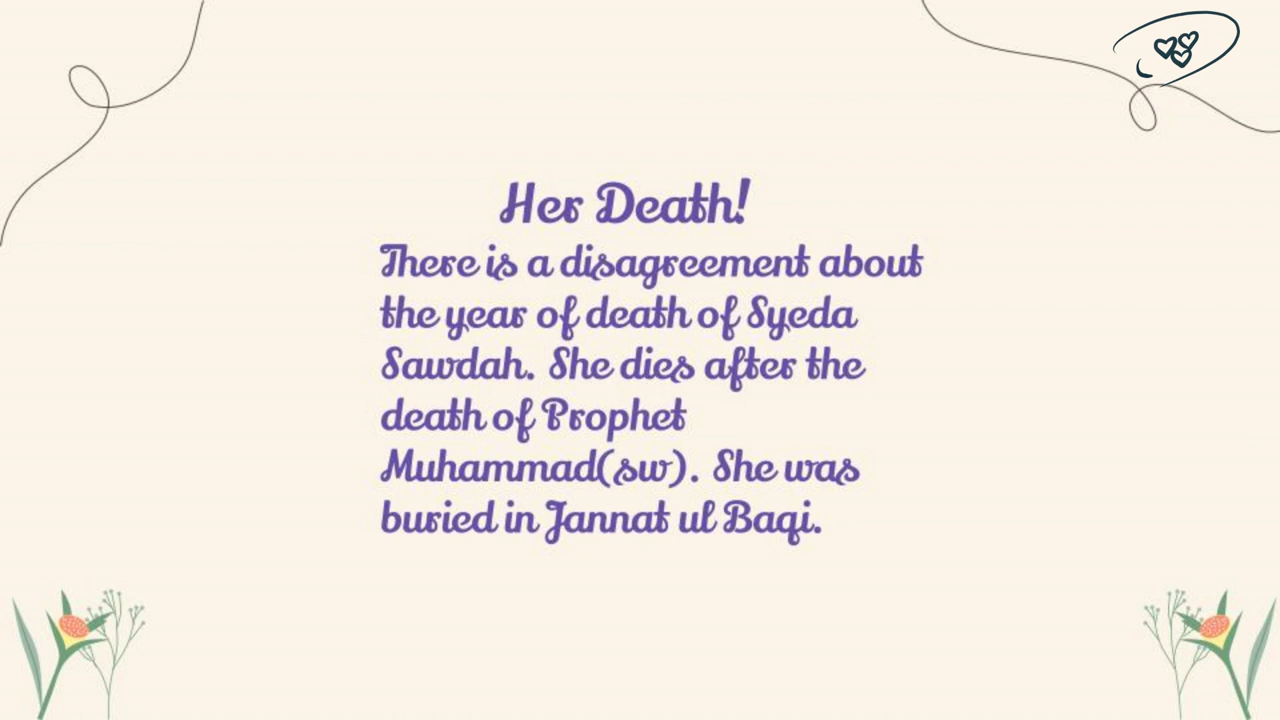 Her Death!
There is a disagreement about
the year of death of Syeda
Sawdah. She dies after the
death of Prophet
Muhammad(sw). She was
buried in Jannat ul Baqi.